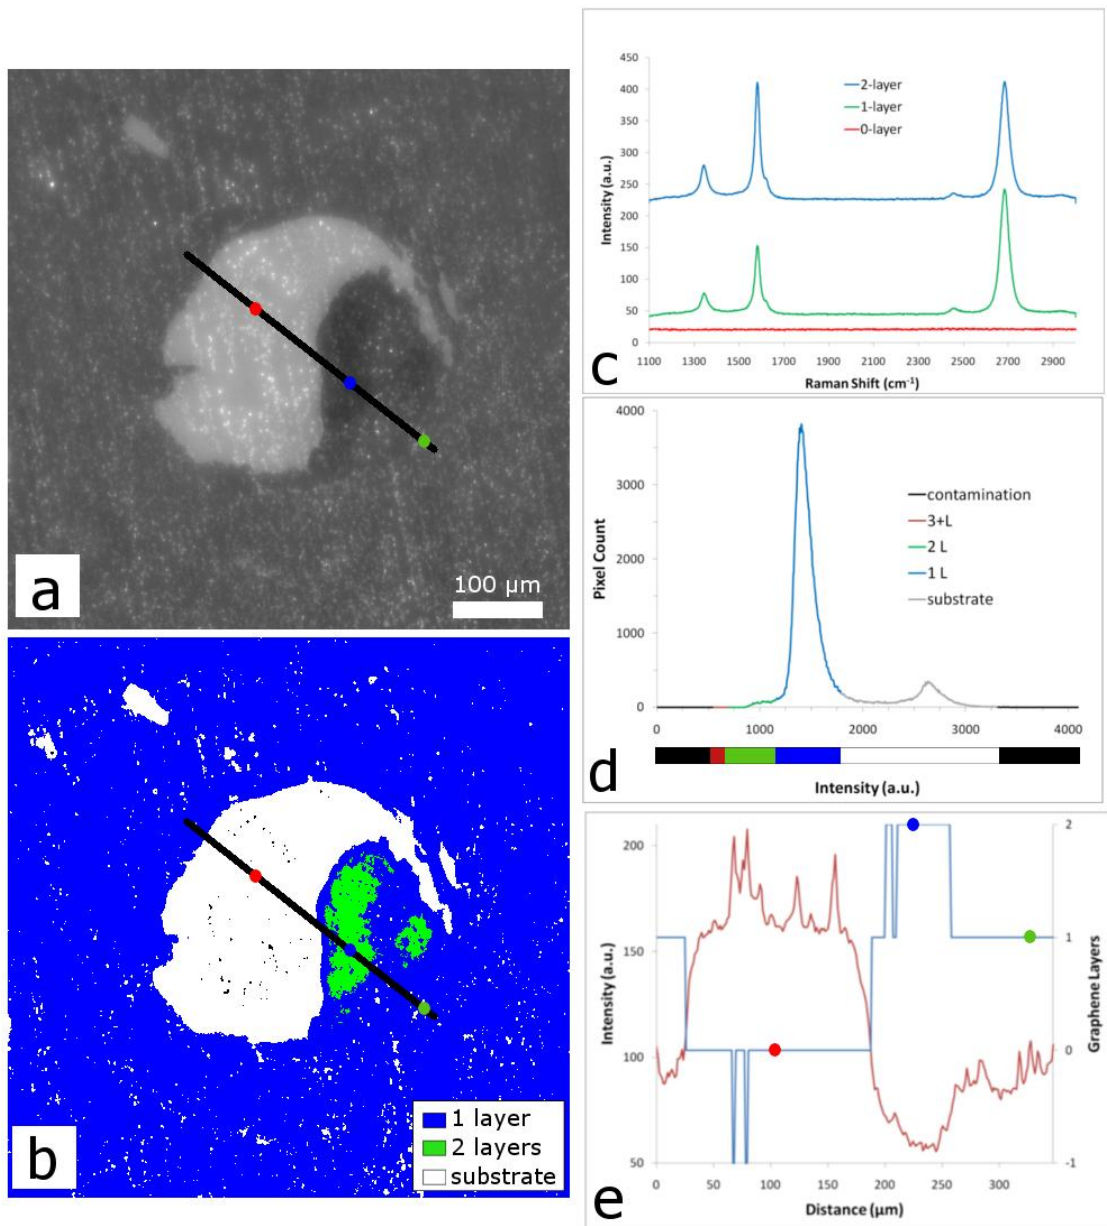 a
100 µm
b
1 layer
2 layers
substrate
450
400
350
300
250
200
150
100
50
0
Intensity (a.u.)
2-layer
1-layer
0-layer
1100 1300 1500 1700 1900 2100 2300 2500 2700 2900
Raman Shift (cm⁻¹)
c
4000
3000
2000
1000
0
Pixel Count
contamination
3+L
2 L
1 L
substrate
0 1000 2000 3000 4000
Intensity (a.u.)
d
200
150
100
50
Intensity (a.u.)
2
1
0
-1
Graphene Layers
0 50 100 150 200 250 300
Distance (µm)
e